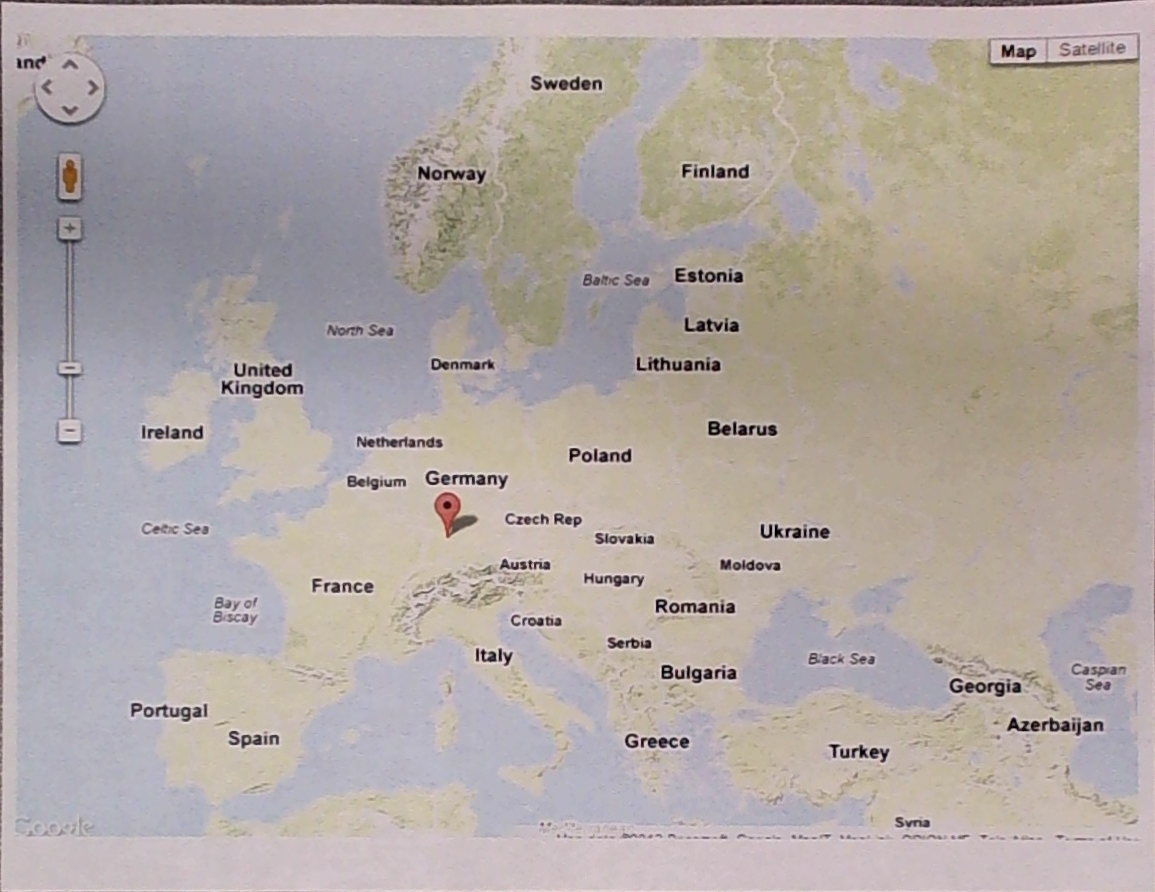 and
Map
Satellite
Sweden
Norway
Finland
Baltic Sea
Estonia
North Sea
Latvia
Denmark
Lithuania
United
Kingdom
Ireland
Netherlands
Belarus
Poland
Belgium
Germany
Celtic Sea
Czech Rep
Slovakia
Ukraine
Austria
Moldova
France
Hungary
Bay of
Biscay
Romania
Croatia
Serbia
Italy
Black Sea
Bulgaria
Caspian
Sea
Georgia
Portugal
Spain
Azerbaijan
Greece
Turkey
Syria
Google